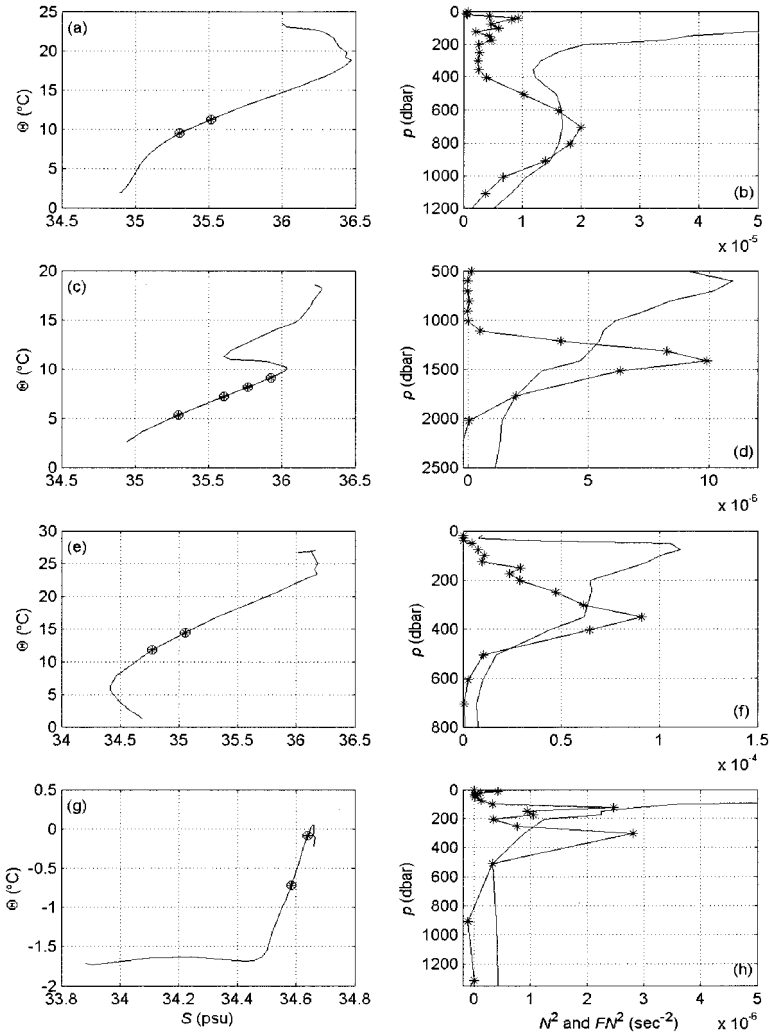 (a)
Θ (°C)
25
20
15
10
5
0
34.5 35 35.5 36 36.5
(b)
p (dbar)
0
200
400
600
800
1000
1200
0 1 2 3 4 5
x 10⁻⁵
(c)
Θ (°C)
20
15
10
5
0
34.5 35 35.5 36 36.5
(d)
p (dbar)
500
1000
1500
2000
2500
0 5 10
x 10⁻⁶
(e)
Θ (°C)
30
25
20
15
10
5
0
34 34.5 35 35.5 36 36.5
(f)
p (dbar)
0
200
400
600
800
0 0.5 1 1.5
x 10⁻⁴
(g)
Θ (°C)
0.5
0
-0.5
-1
-1.5
-2
33.8 34 34.2 34.4 34.6 34.8
S (psu)
(h)
p (dbar)
0
200
400
600
800
1000
1200
0 1 2 3 4 5
N² and FN² (sec⁻²)
x 10⁻⁶